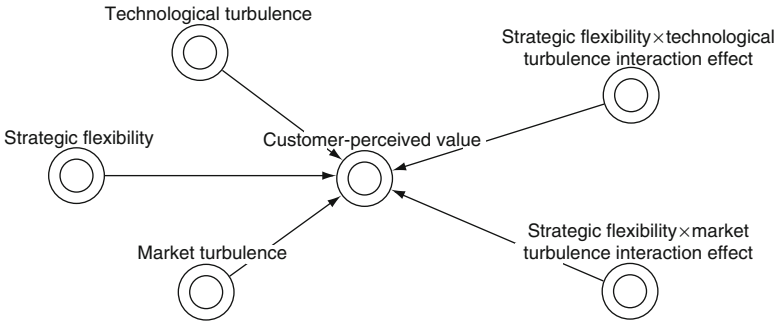 Technological turbulence
Strategic flexibility×technological
turbulence interaction effect
Strategic flexibility
Customer-perceived value
Market turbulence
Strategic flexibility×market
turbulence interaction effect